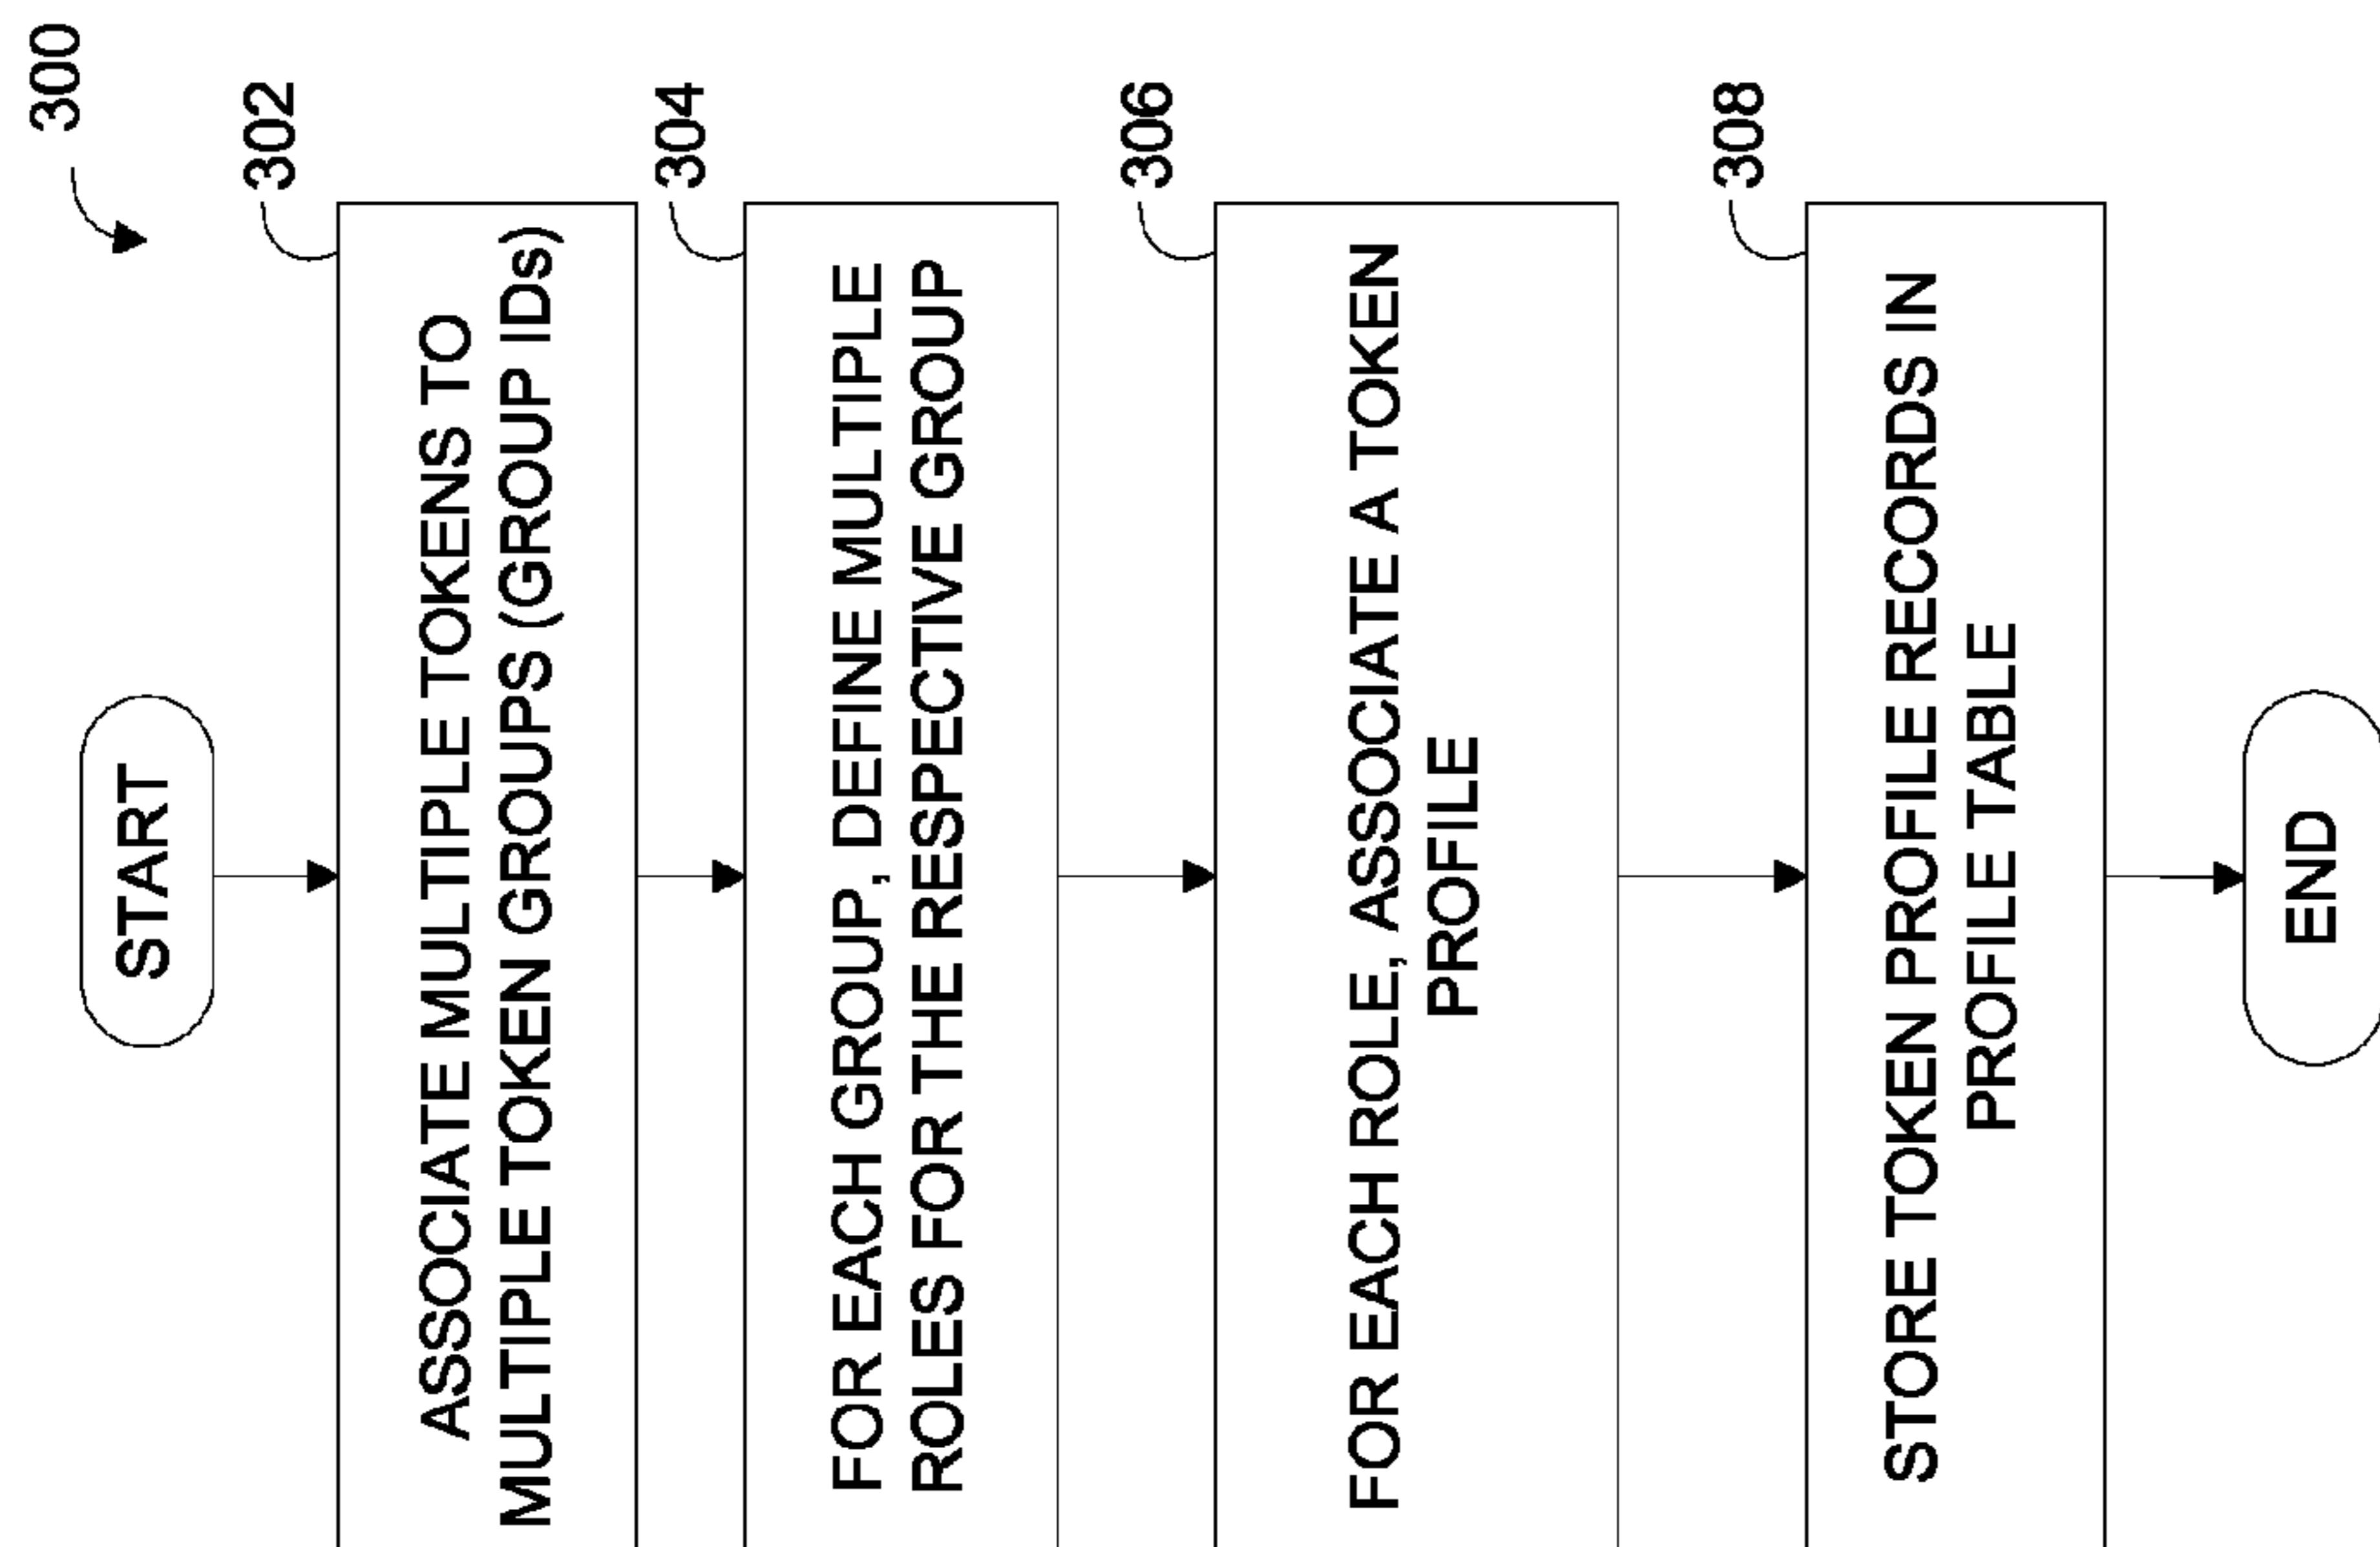 300
START
302
ASSOCIATE MULTIPLE TOKENS TO
MULTIPLE TOKEN GROUPS (GROUP IDs)
304
FOR EACH GROUP, DEFINE MULTIPLE
ROLES FOR THE RESPECTIVE GROUP
306
FOR EACH ROLE, ASSOCIATE A TOKEN
PROFILE
308
STORE TOKEN PROFILE RECORDS IN
PROFILE TABLE
END